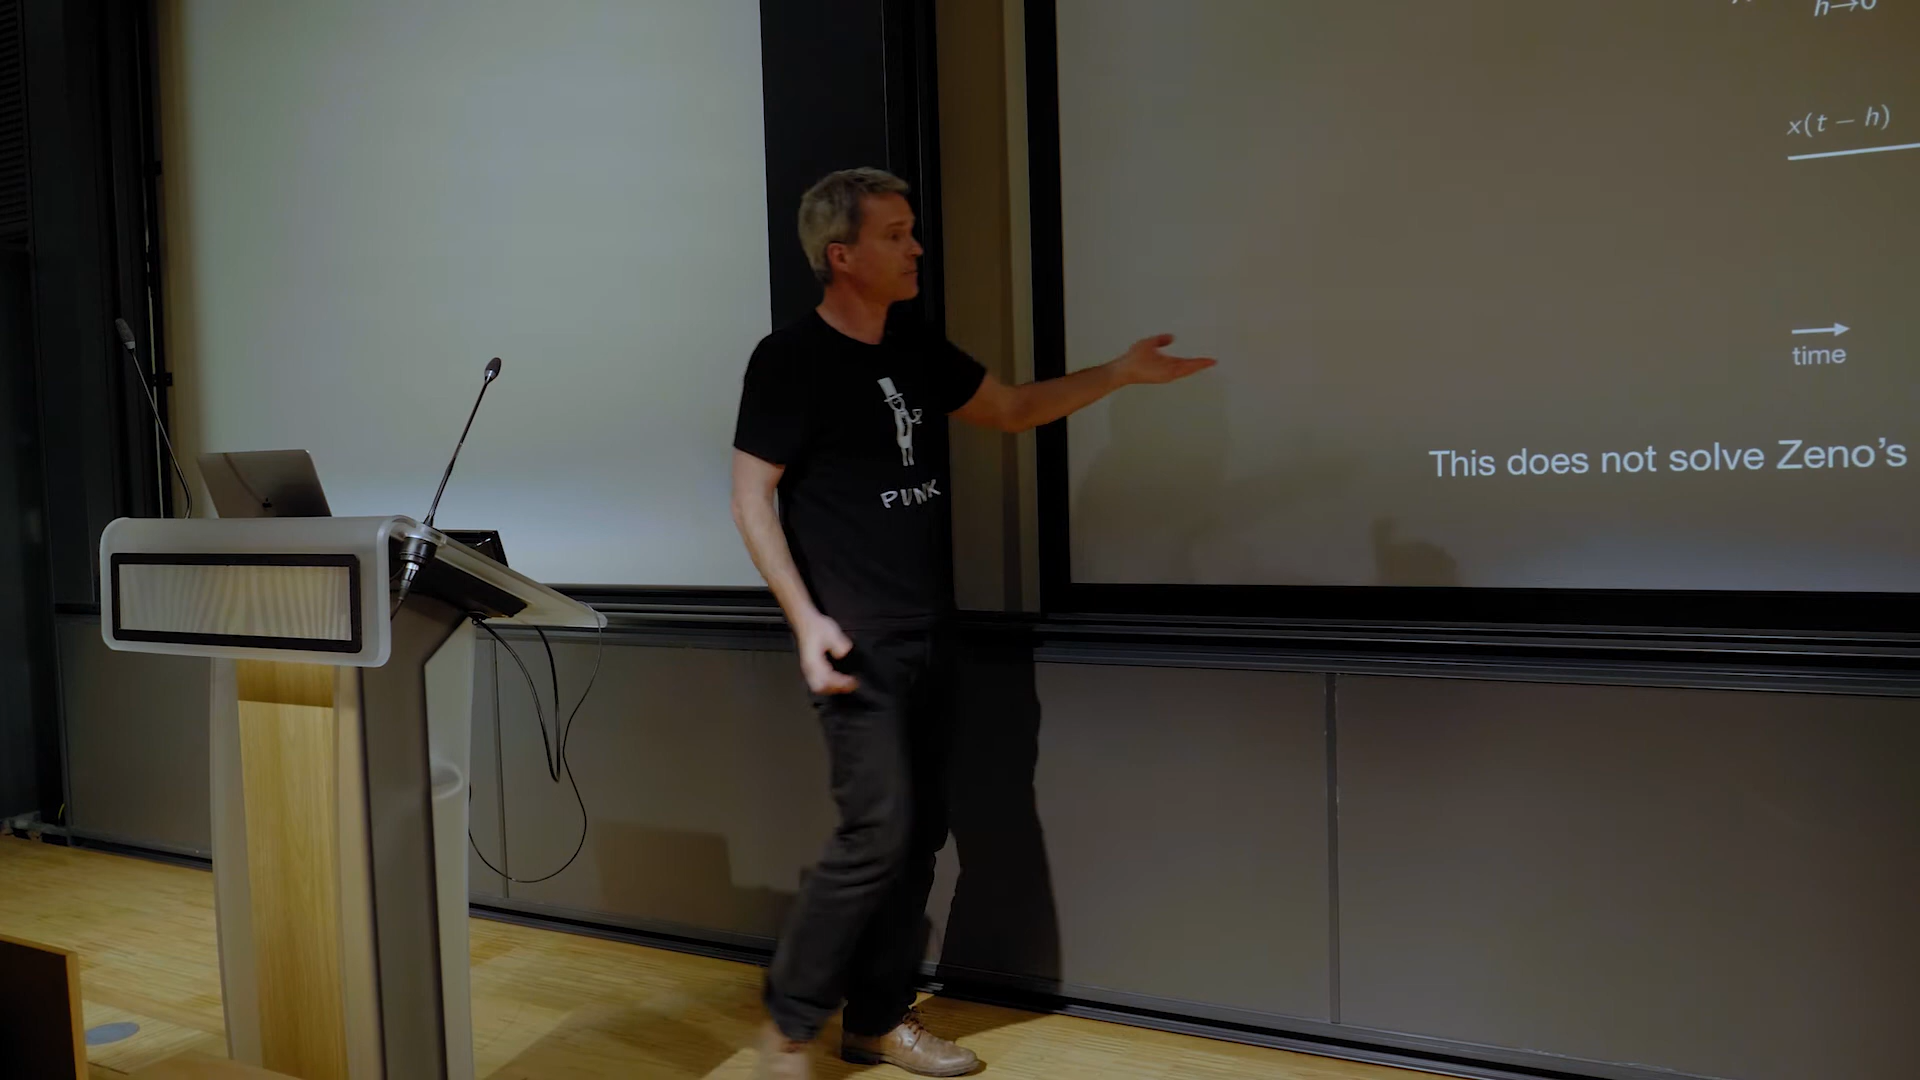 h→0
x(t − h)
time
This does not solve Zeno's
PUNK